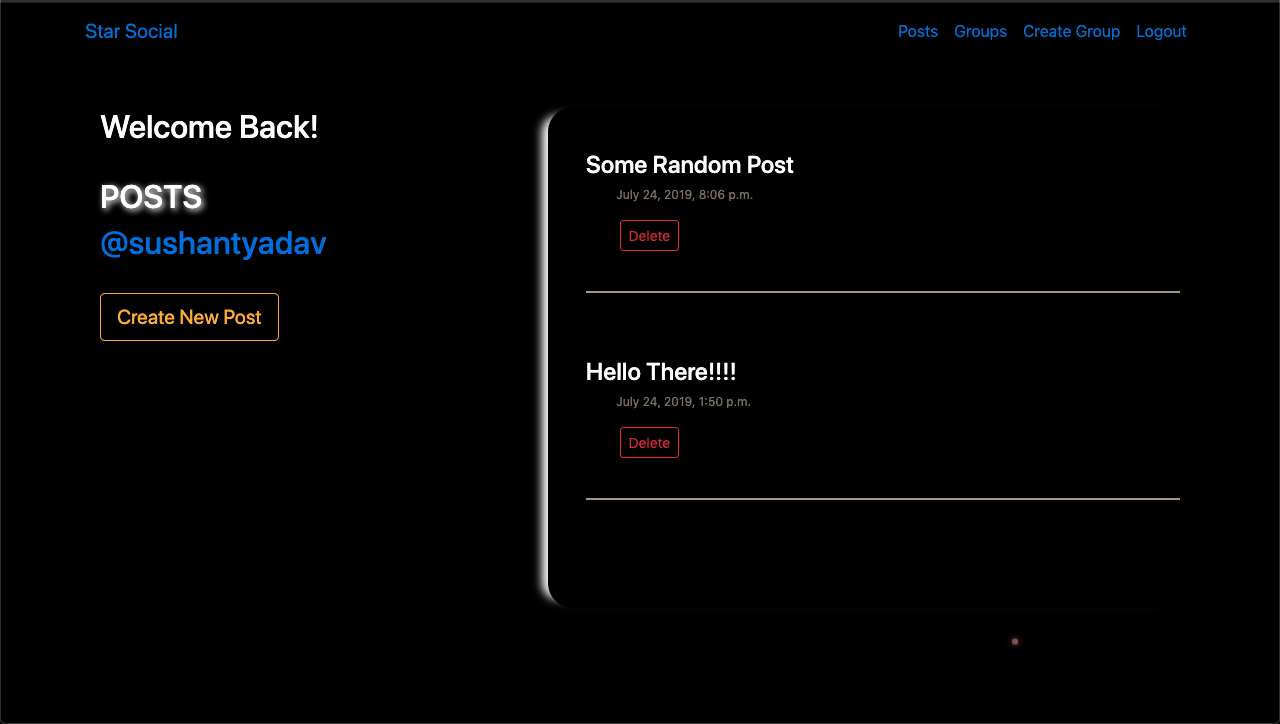 Star Social
Posts Groups Create Group Logout
Welcome Back!
POSTS
@sushantyadav
Create New Post
Some Random Post
July 24, 2019, 8:06 p.m.
Delete
Hello There!!!!
July 24, 2019, 1:50 p.m.
Delete